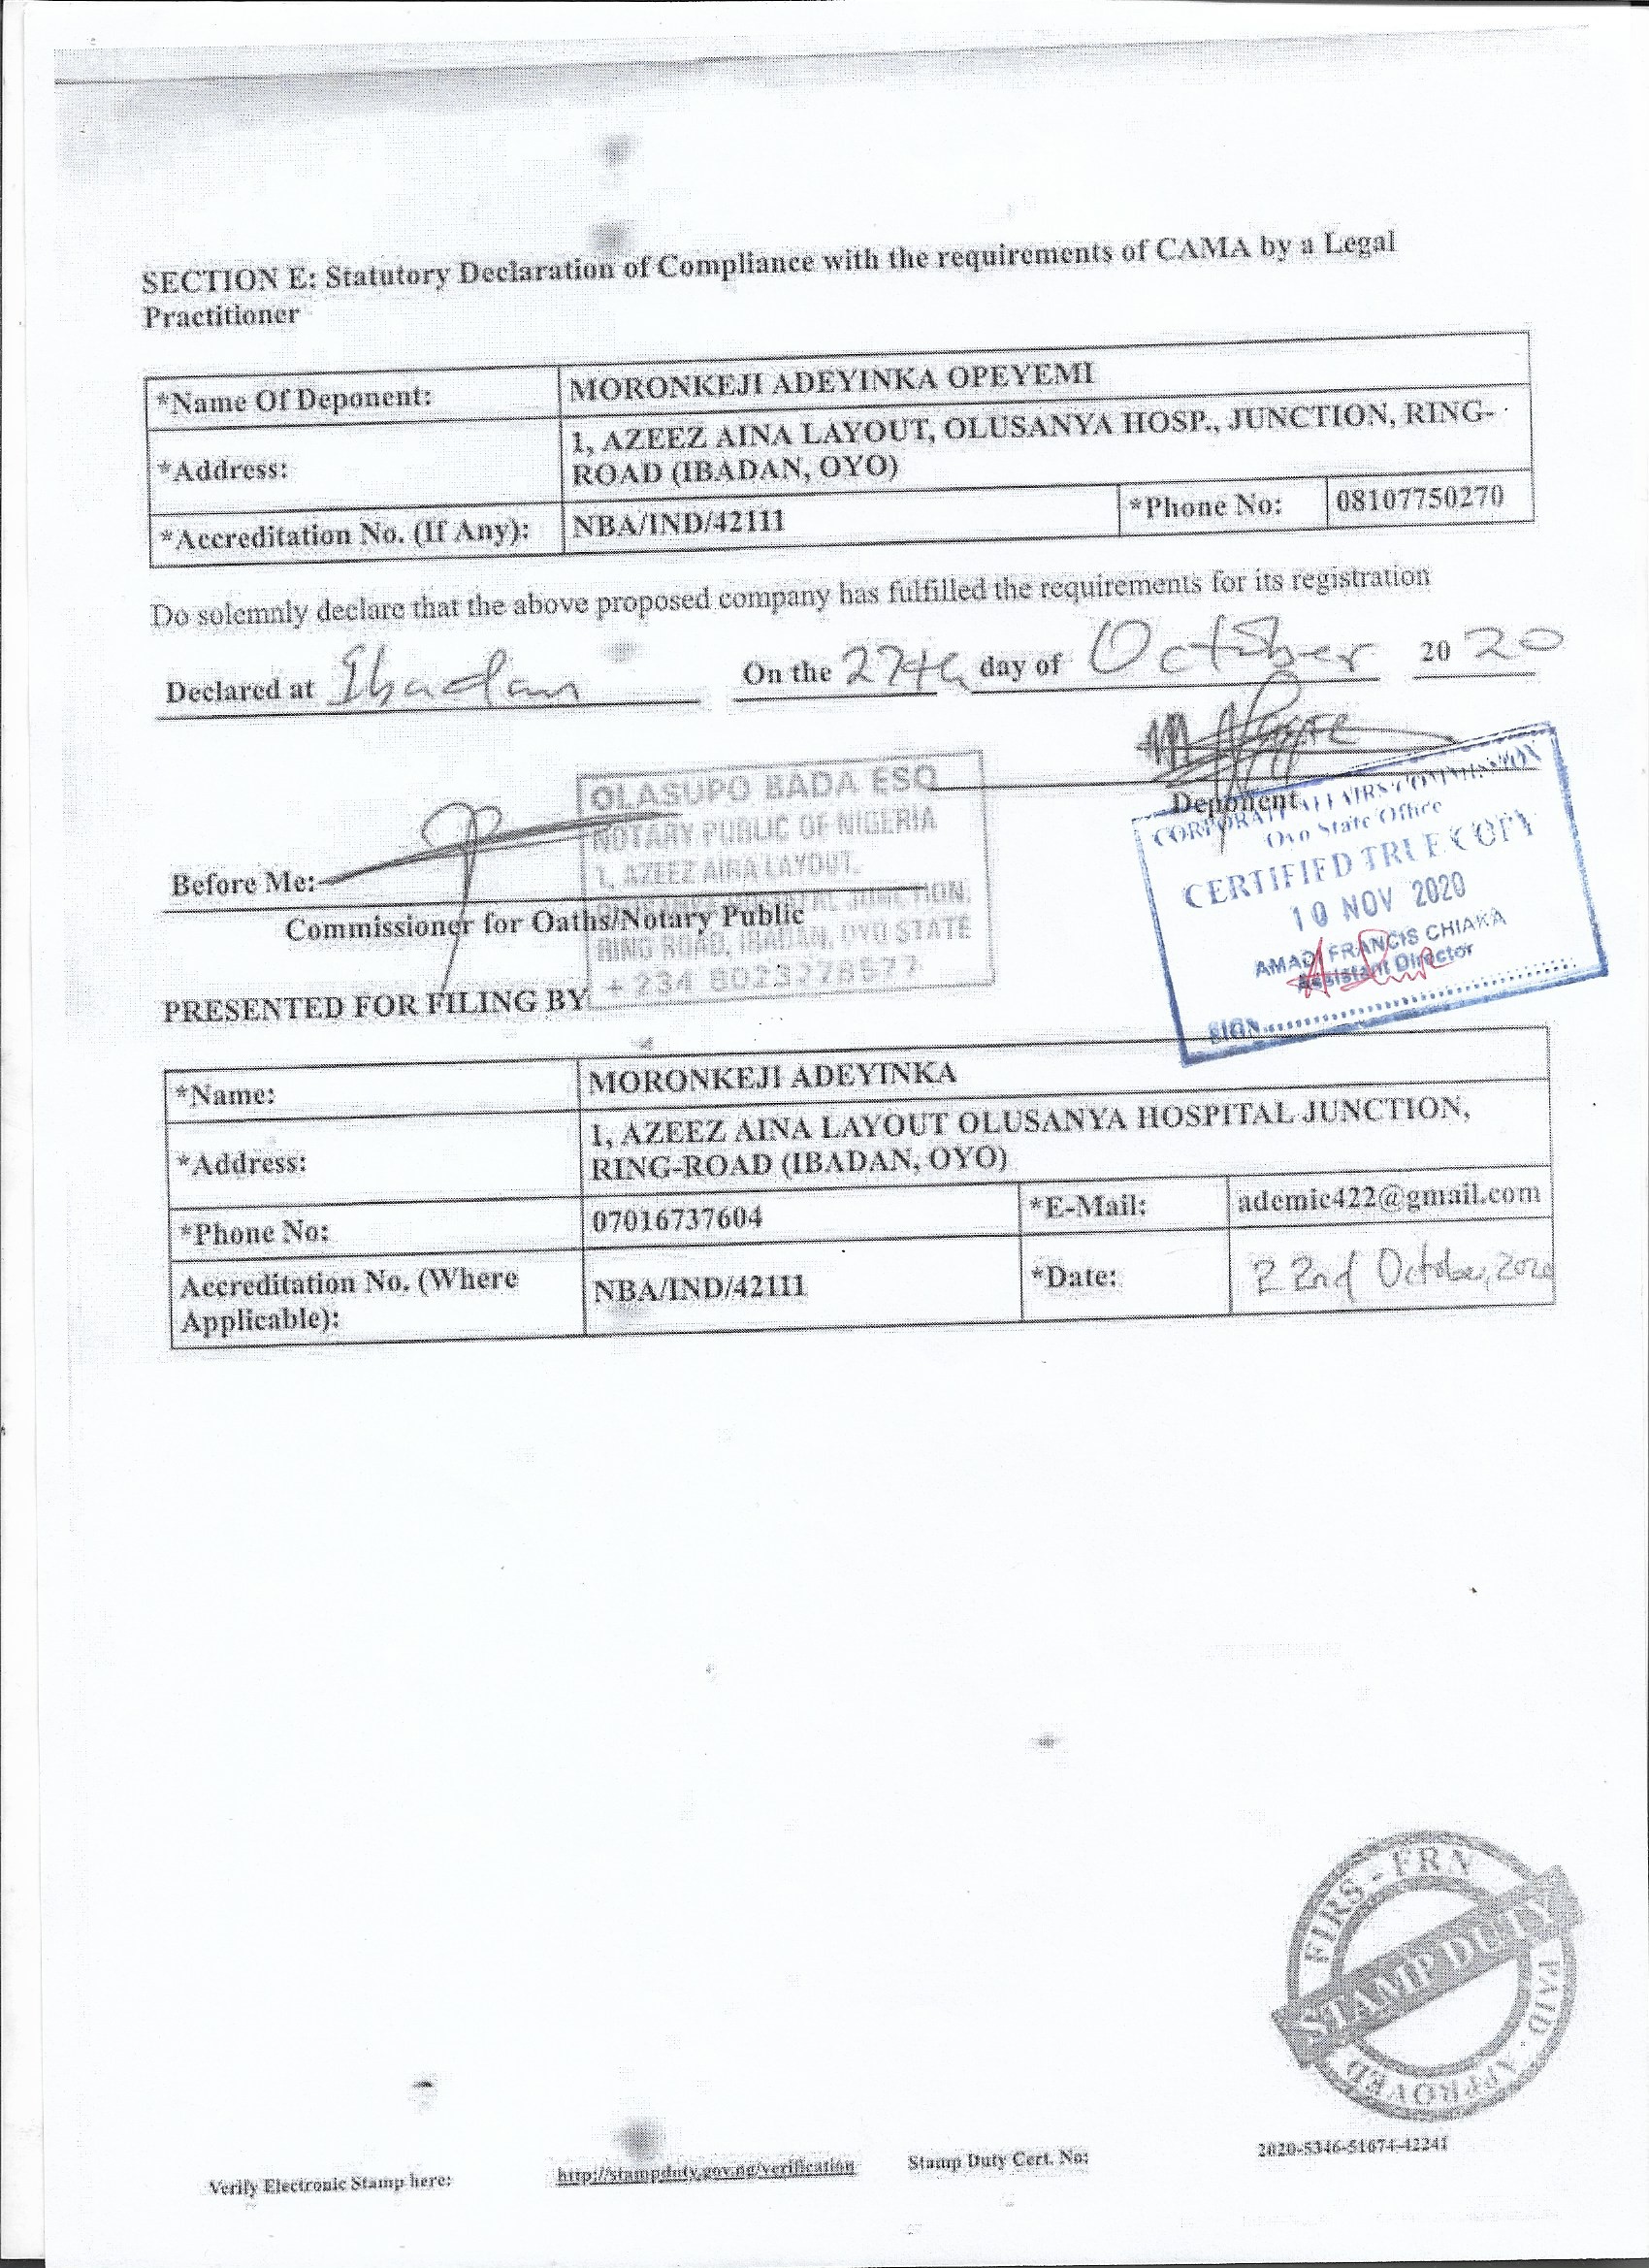 SECTION E: Statutory Declaration of Compliance with the requirements of CAMA by a Legal
Practitioner
*Name Of Deponent: MORONKEJI ADEYINKA OPEYEMI
*Address: 1, AZEEZ AINA LAYOUT, OLUSANYA HOSP., JUNCTION, RING-
ROAD (IBADAN, OYO)
*Accreditation No. (If Any): NBA/IND/42111 *Phone No: 08107750270
Do solemnly declare that the above proposed company has fulfilled the requirements for its registration
Declared at Ibadan On the 27th day of October 20 20
Deponent
OLASUPO BADA ESQ
NOTARY PUBLIC OF NIGERIA
1, AZEEZ AINA LAYOUT,
JUNCTION,
RING ROAD, IBADAN, OYO STATE
+234 8023778577
Before Me:
Commissioner for Oaths/Notary Public
CORPORATE AFFAIRS COMMISSION
Oyo State Office
CERTIFIED TRUE COPY
10 NOV 2020
AMADI FRANCIS CHIAKA
Assistant Director
SIGN
PRESENTED FOR FILING BY
*Name: MORONKEJI ADEYINKA
*Address: 1, AZEEZ AINA LAYOUT OLUSANYA HOSPITAL JUNCTION,
RING-ROAD (IBADAN, OYO)
*Phone No: 07016737604 *E-Mail: ademic422@gmail.com
Accreditation No. (Where
Applicable): NBA/IND/42111 *Date: 22nd October, 2020
FIRS - FRN
STAMP DUTY
PAID · APPROVED
Verify Electronic Stamp here: http://stampduty.gov.ng/verification Stamp Duty Cert. No: 2020-5346-51674-42241